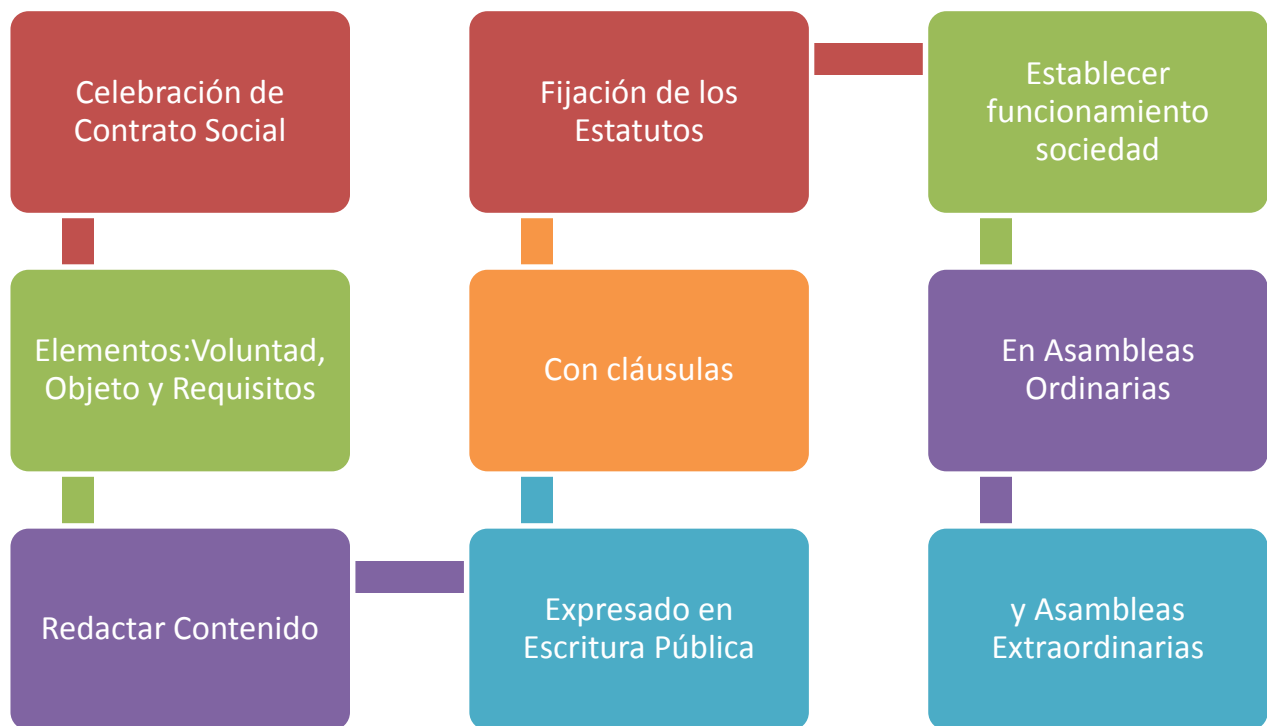 Celebración de
Contrato Social
Elementos:Voluntad,
Objeto y Requisitos
Redactar Contenido
Expresado en
Escritura Pública
Con cláusulas
Fijación de los
Estatutos
Establecer
funcionamiento
sociedad
En Asambleas
Ordinarias
y Asambleas
Extraordinarias